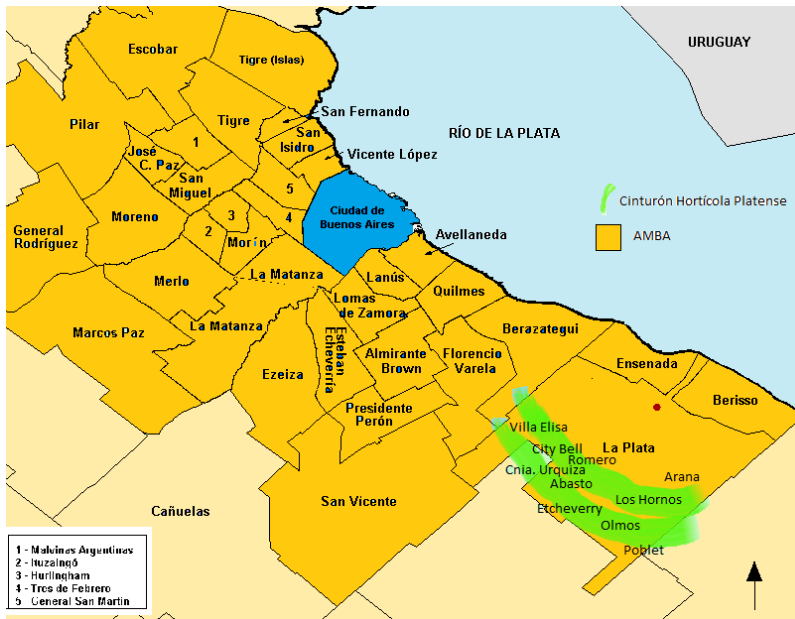 Escobar
Tigre (Islas)
URUGUAY
Pilar
Tigre
San Fernando
San
Isidro
RÍO DE LA PLATA
1
José
C. Paz
Vicente López
San
Miguel
5
Cinturón Hortícola Platense
Moreno
3
4
Ciudad de
Buenos Aires
General
Rodríguez
2
Morín
Avellaneda
AMBA
La Matanza
Lanús
Merlo
Quilmes
Lomas
de Zamora
La Matanza
Marcos Paz
Esteban
Echeverría
Berazategui
Almirante
Brown
Florencio
Varela
Ensenada
Ezeiza
Berisso
Presidente
Perón
Villa Elisa
City Bell
La Plata
Romero
Cnia. Urquiza
Arana
Abasto
San Vicente
Los Hornos
Cañuelas
Etcheverry
Olmos
Poblet
1 - Malvinas Argentinas
2 - Ituzaingó
3 - Hurlingham
4 - Tres de Febrero
5 General San Martin